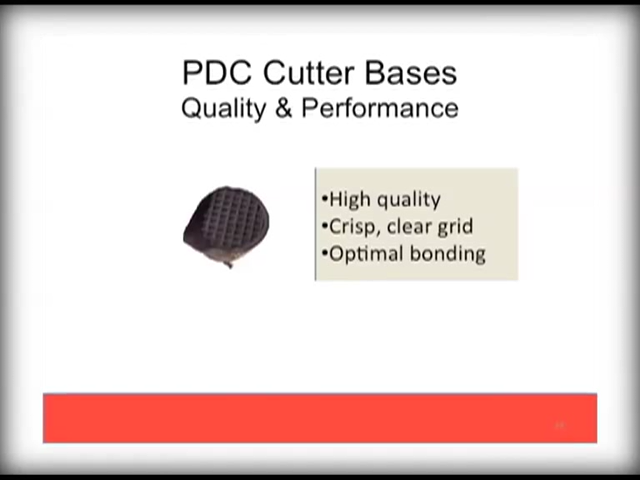 PDC Cutter Bases
Quality & Performance
•High quality
•Crisp, clear grid
•Optimal bonding